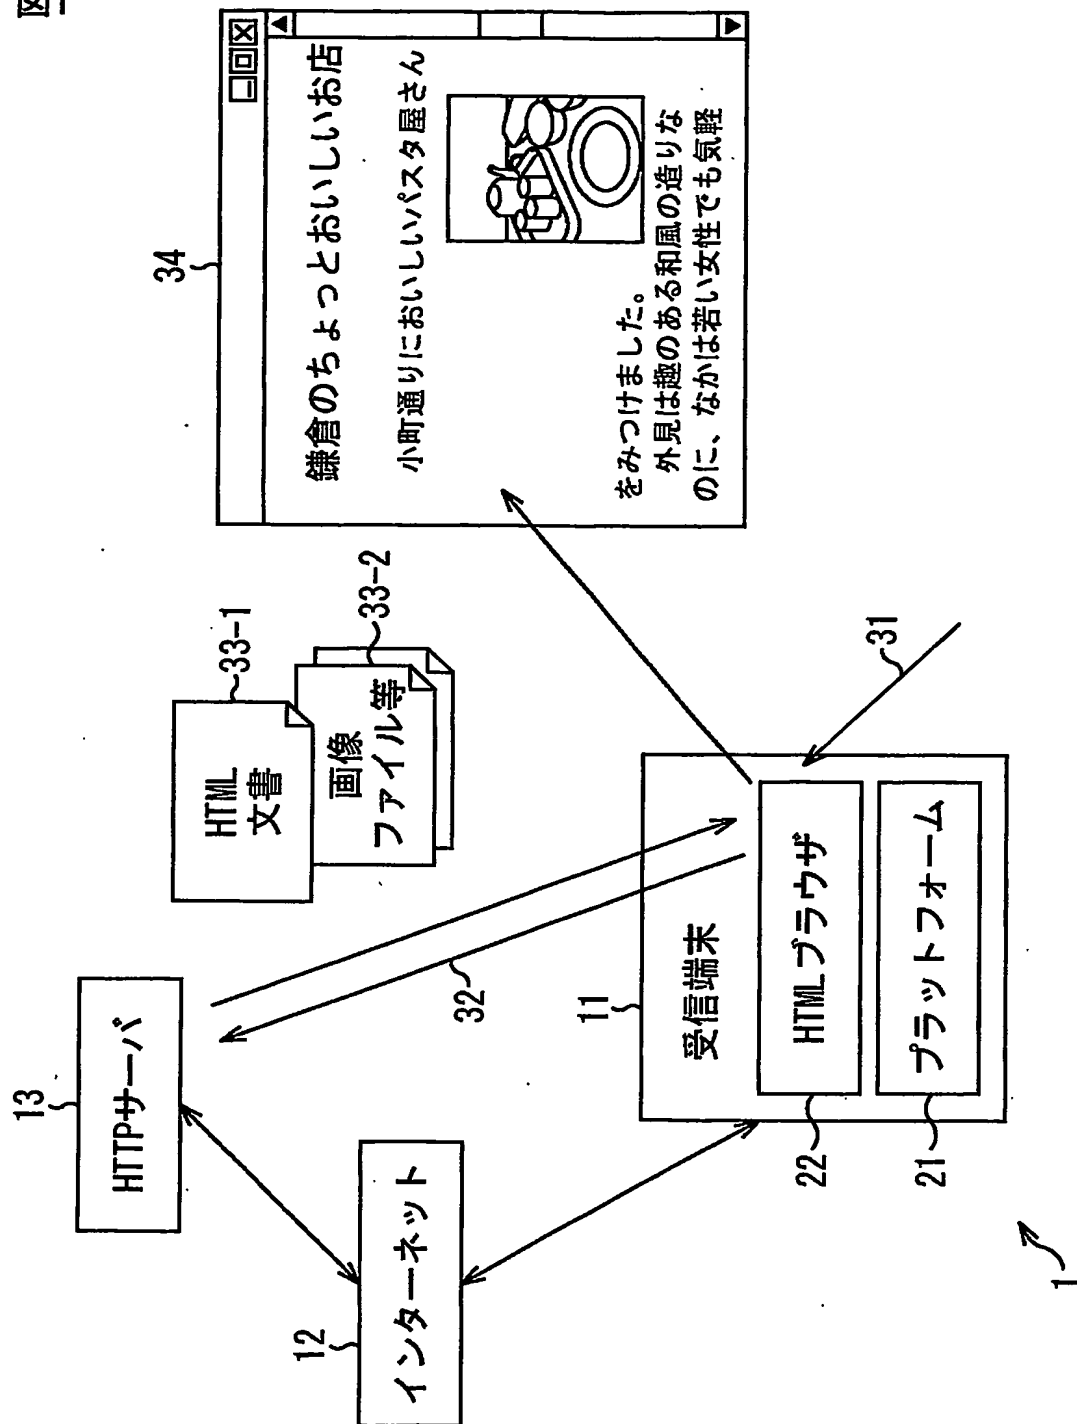 図
34
鎌倉のちょっとおいしいお店
小町通りにおいしいパスタ屋さん
をみつけました。
外見は趣のある和風の造りな
のに、なかは若い女性でも気軽
33-1
HTML
文書
33-2
画像
ファイル等
13
HTTPサーバ
32
31
12
インターネット
11
受信端末
22
HTMLブラウザ
21
プラットフォーム
1